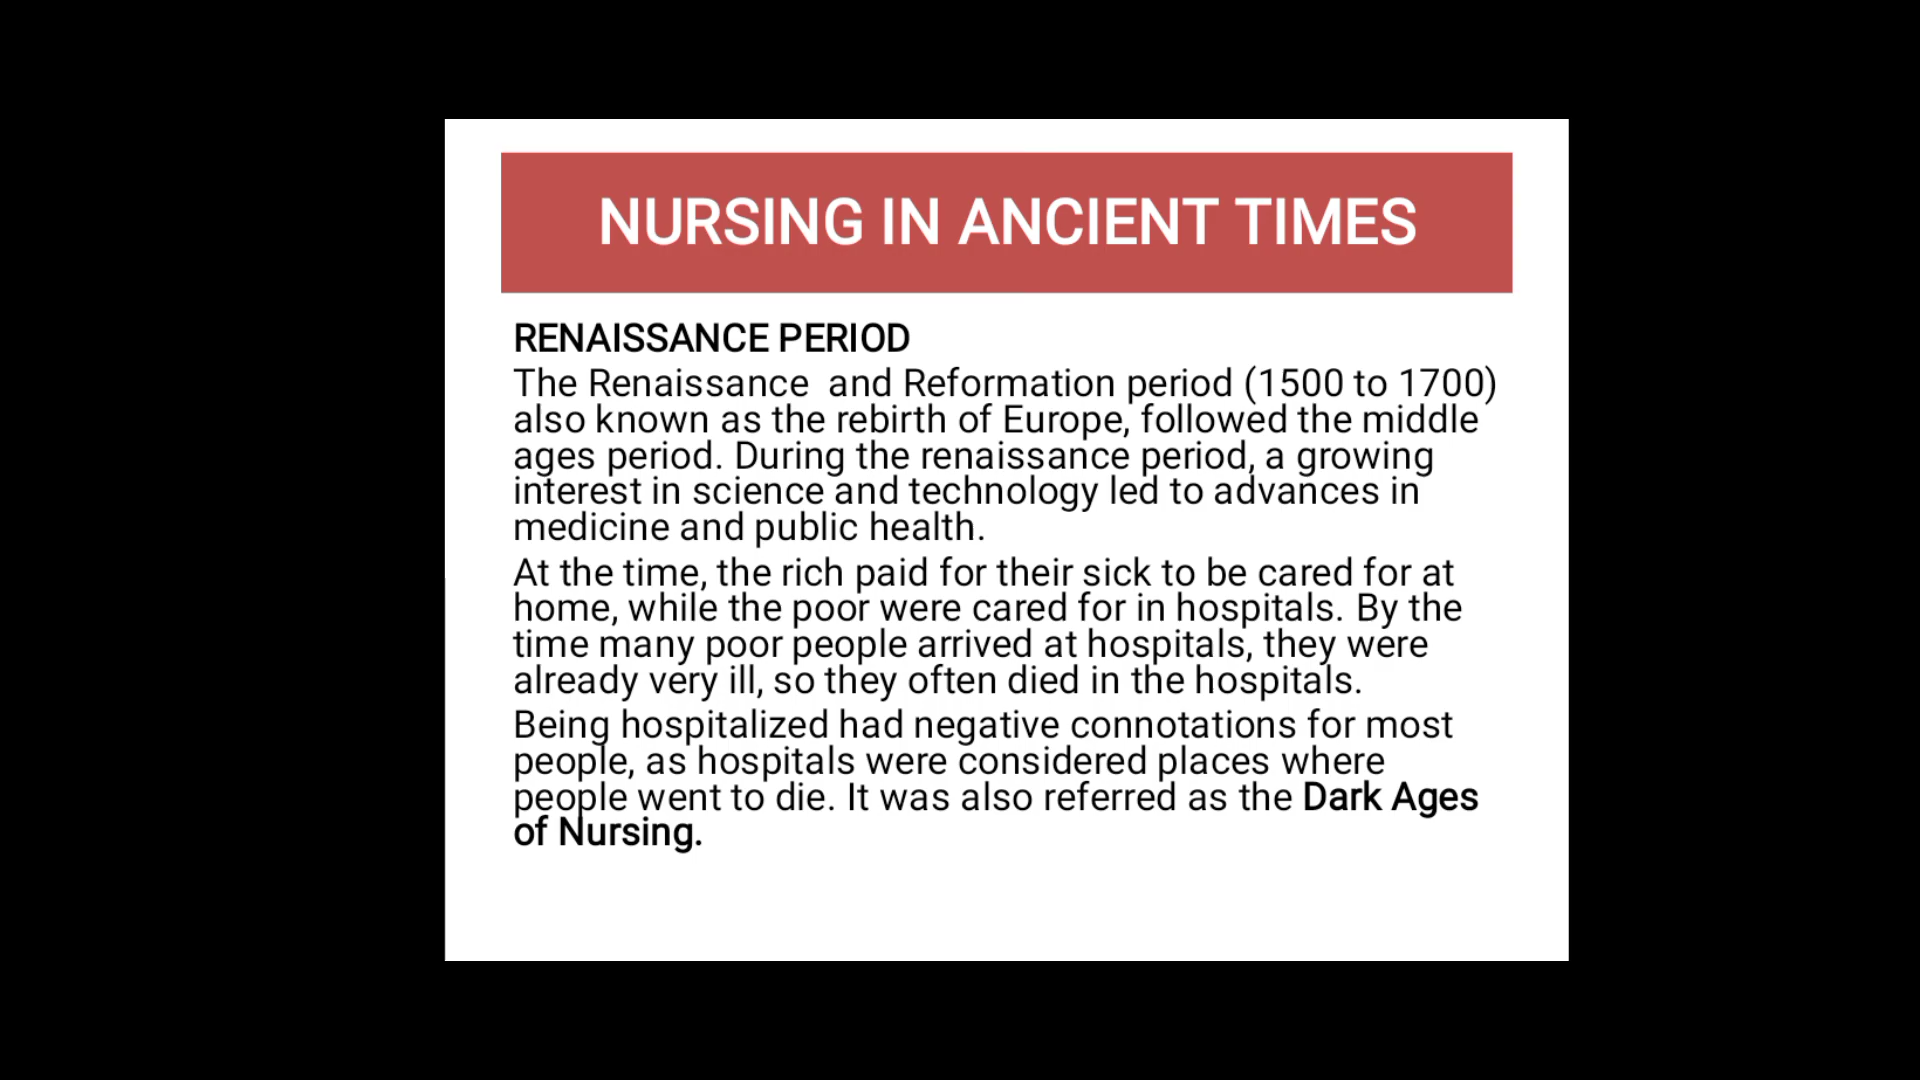 NURSING IN ANCIENT TIMES
RENAISSANCE PERIOD
The Renaissance  and Reformation period (1500 to 1700)
also known as the rebirth of Europe, followed the middle
ages period. During the renaissance period, a growing
interest in science and technology led to advances in
medicine and public health.
At the time, the rich paid for their sick to be cared for at
home, while the poor were cared for in hospitals. By the
time many poor people arrived at hospitals, they were
already very ill, so they often died in the hospitals.
Being hospitalized had negative connotations for most
people, as hospitals were considered places where
people went to die. It was also referred as the Dark Ages
of Nursing.